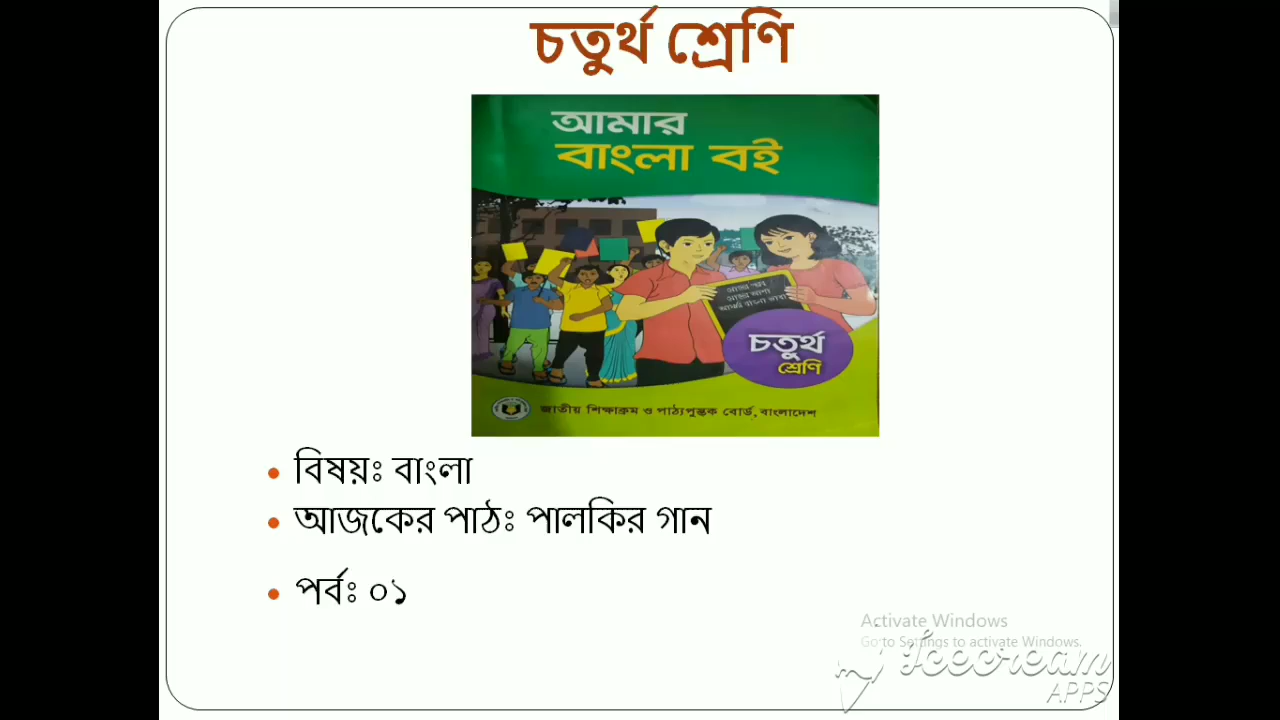 চতুর্থ শ্রেণি
আমার
বাংলা বই
চতুর্থ
শ্রেণি
জাতীয় শিক্ষাক্রম ও পাঠ্যপুস্তক বোর্ড, বাংলাদেশ
বিষয়ঃ বাংলা
আজকের পাঠঃ পালকির গান
পর্বঃ ০১
Activate Windows
Go to Settings to activate Windows.
Icecream
APPS